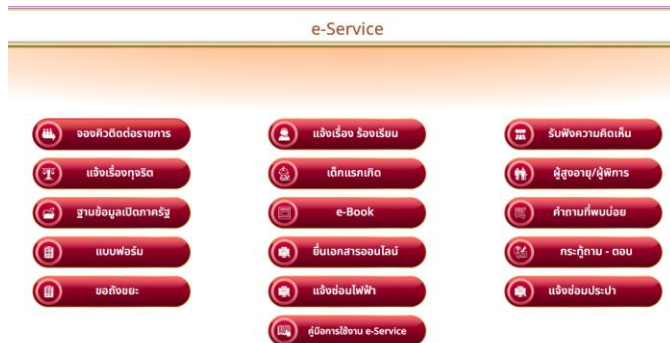 e-Service
จองคิวติดต่อราชการ
แจ้งเรื่อง ร้องเรียน
รับฟังความคิดเห็น
แจ้งเรื่องทุจริต
เด็กแรกเกิด
ผู้สูงอายุ/ผู้พิการ
ฐานข้อมูลเปิดภาครัฐ
e-Book
คำถามที่พบบ่อย
แบบฟอร์ม
ยื่นเอกสารออนไลน์
กระทู้ถาม - ตอบ
ขอถังขยะ
แจ้งซ่อมไฟฟ้า
แจ้งซ่อมประปา
คู่มือการใช้งาน e-Service